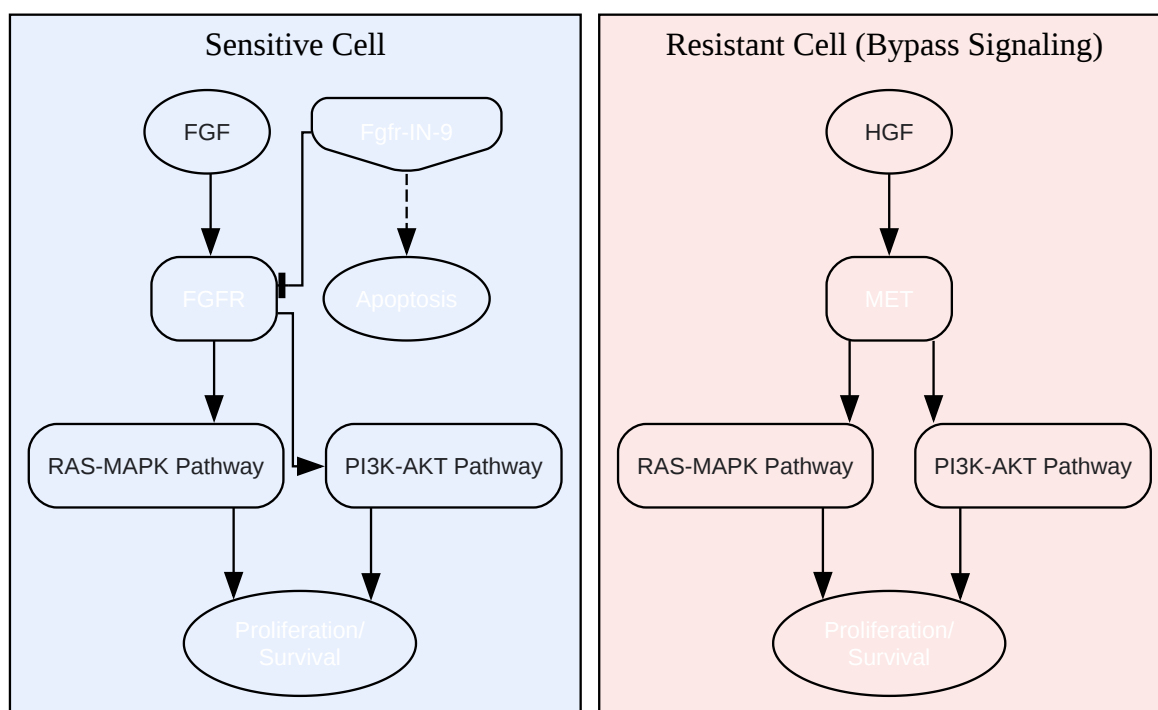 Sensitive Cell
FGF
Fgfr-IN-9
FGFR
Apoptosis
RAS-MAPK Pathway
PI3K-AKT Pathway
Proliferation/
Survival
Resistant Cell (Bypass Signaling)
HGF
MET
RAS-MAPK Pathway
PI3K-AKT Pathway
Proliferation/
Survival